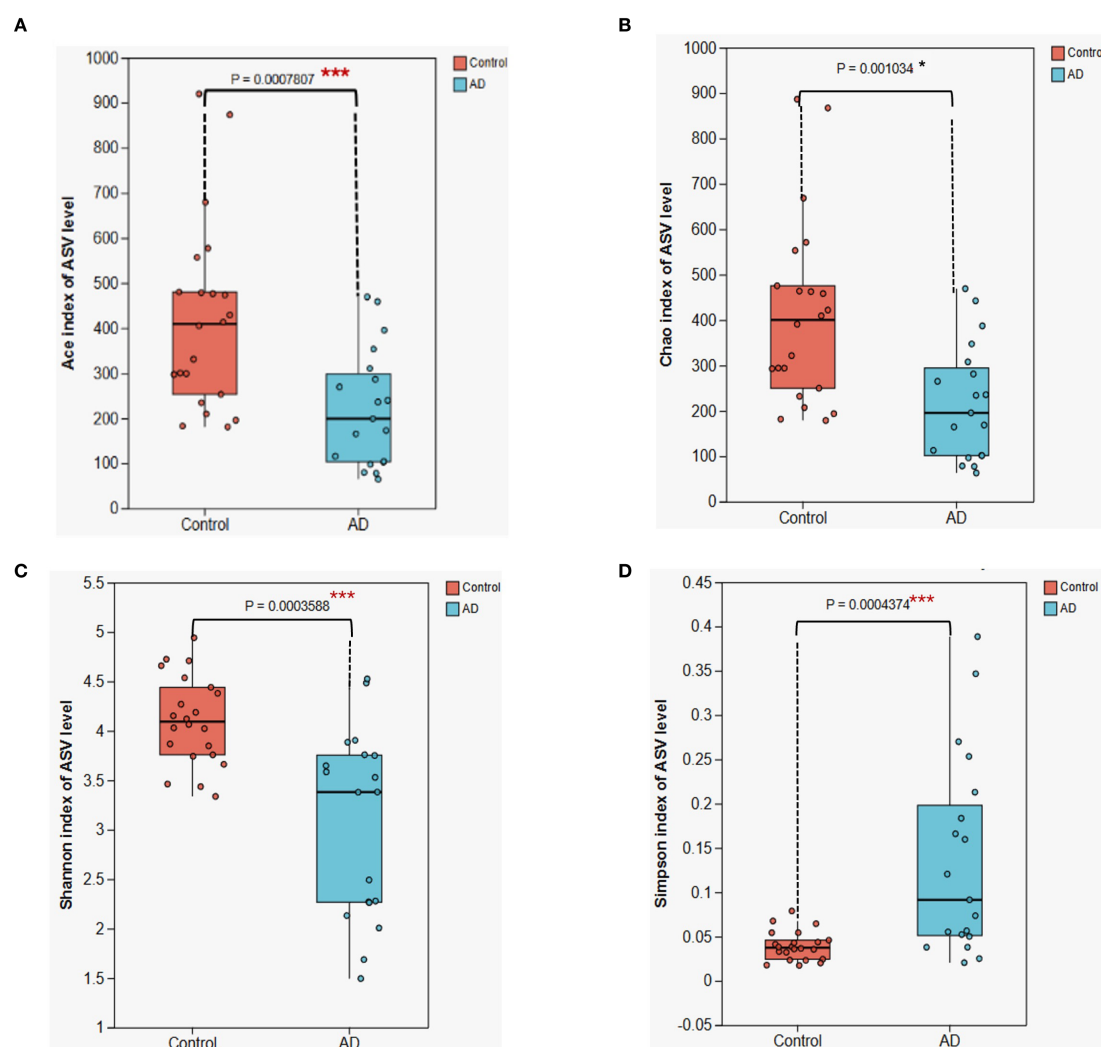 A
P = 0.0007807 ***
Control
AD
1000
900
800
700
600
500
400
300
200
100
0
Ace index of ASV level
Control
AD
B
P = 0.001034 *
Control
AD
1000
900
800
700
600
500
400
300
200
100
0
Chao index of ASV level
Control
AD
C
P = 0.0003588 ***
Control
AD
5.5
5
4.5
4
3.5
3
2.5
2
1.5
1
Shannon index of ASV level
Control
AD
D
P = 0.0004374 ***
Control
AD
0.45
0.4
0.35
0.3
0.25
0.2
0.15
0.1
0.05
0
-0.05
Simpson index of ASV level
Control
AD